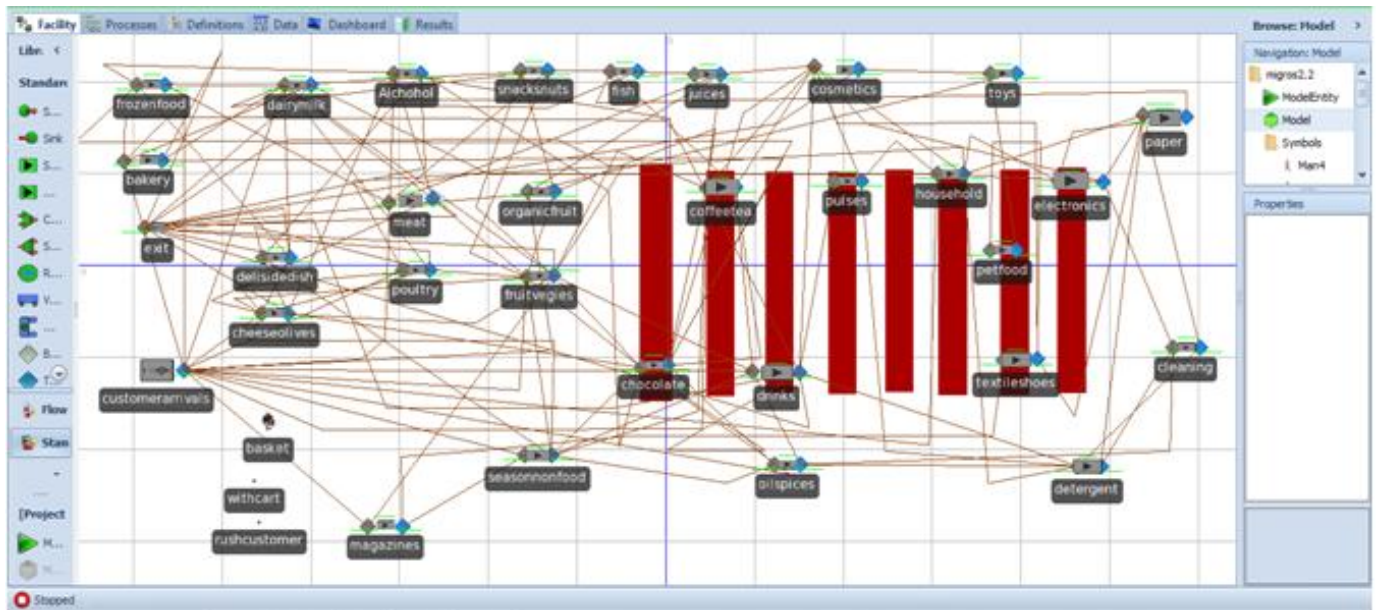 Facility Processes Definitions Data Dashboard Results
Browse: Model
Navigation: Model
migros2.2
ModelEntity
Model
Symbols
Man4
Properties
Standar
S...
Sink
S...
...
C...
S...
R...
V...
...
B...
T...
Flow
Stan
...
[Project
M...
M...
frozenfood
dairymilk
Alchohol
snacksnuts
fish
juices
cosmetics
toys
paper
bakery
exit
meat
organicfruit
coffeetea
pulses
household
electronics
delisidedish
poultry
fruitvegies
petfood
cheeseolives
customerarrivals
chocolate
drinks
textileshoes
cleaning
basket
withcart
rushcustomer
seasonnonfood
oilspices
detergent
magazines
Stopped